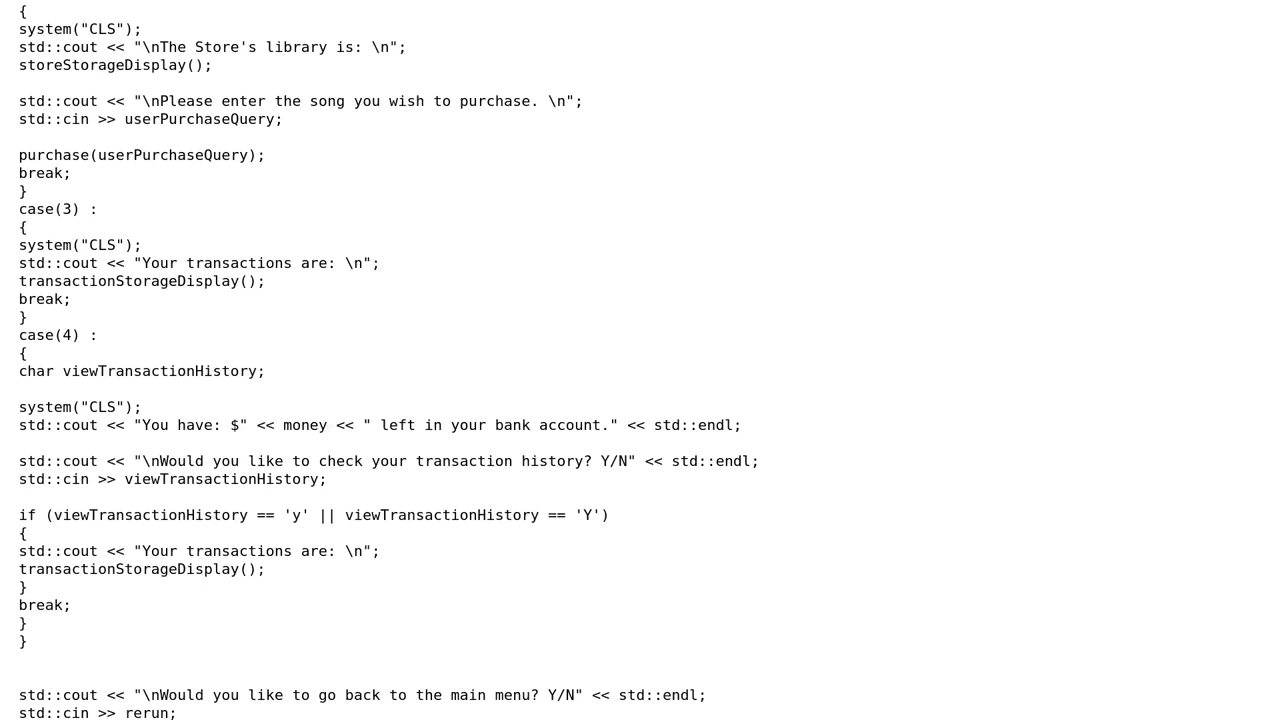 {
system("CLS");
std::cout << "\nThe Store's library is: \n";
storeStorageDisplay();
std::cout << "\nPlease enter the song you wish to purchase. \n";
std::cin >> userPurchaseQuery;
purchase(userPurchaseQuery);
break;
}
case(3) :
{
system("CLS");
std::cout << "Your transactions are: \n";
transactionStorageDisplay();
break;
}
case(4) :
{
char viewTransactionHistory;
system("CLS");
std::cout << "You have: $" << money << " left in your bank account." << std::endl;
std::cout << "\nWould you like to check your transaction history? Y/N" << std::endl;
std::cin >> viewTransactionHistory;
if (viewTransactionHistory == 'y' || viewTransactionHistory == 'Y')
{
std::cout << "Your transactions are: \n";
transactionStorageDisplay();
}
break;
}
}
std::cout << "\nWould you like to go back to the main menu? Y/N" << std::endl;
std::cin >> rerun;